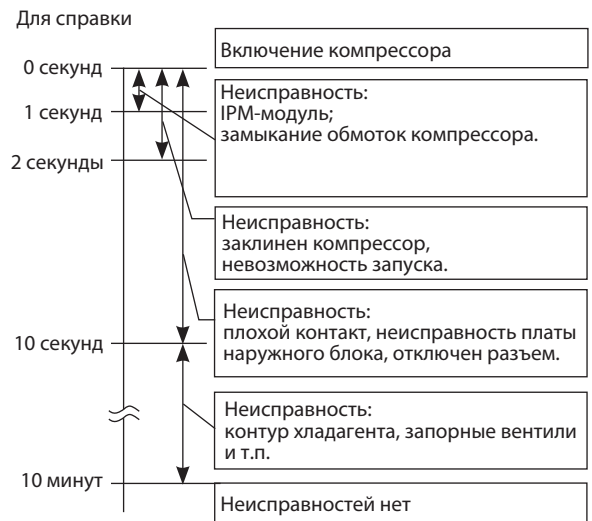 Для справки
Включение компрессора
0 секунд
Неисправность:
IPM-модуль;
замыкание обмоток компрессора.
1 секунд
2 секунды
Неисправность:
заклинен компрессор,
невозможность запуска.
Неисправность:
плохой контакт, неисправность платы
наружного блока, отключен разъем.
10 секунд
Неисправность:
контур хладагента, запорные вентили
и т.п.
10 минут
Неисправностей нет